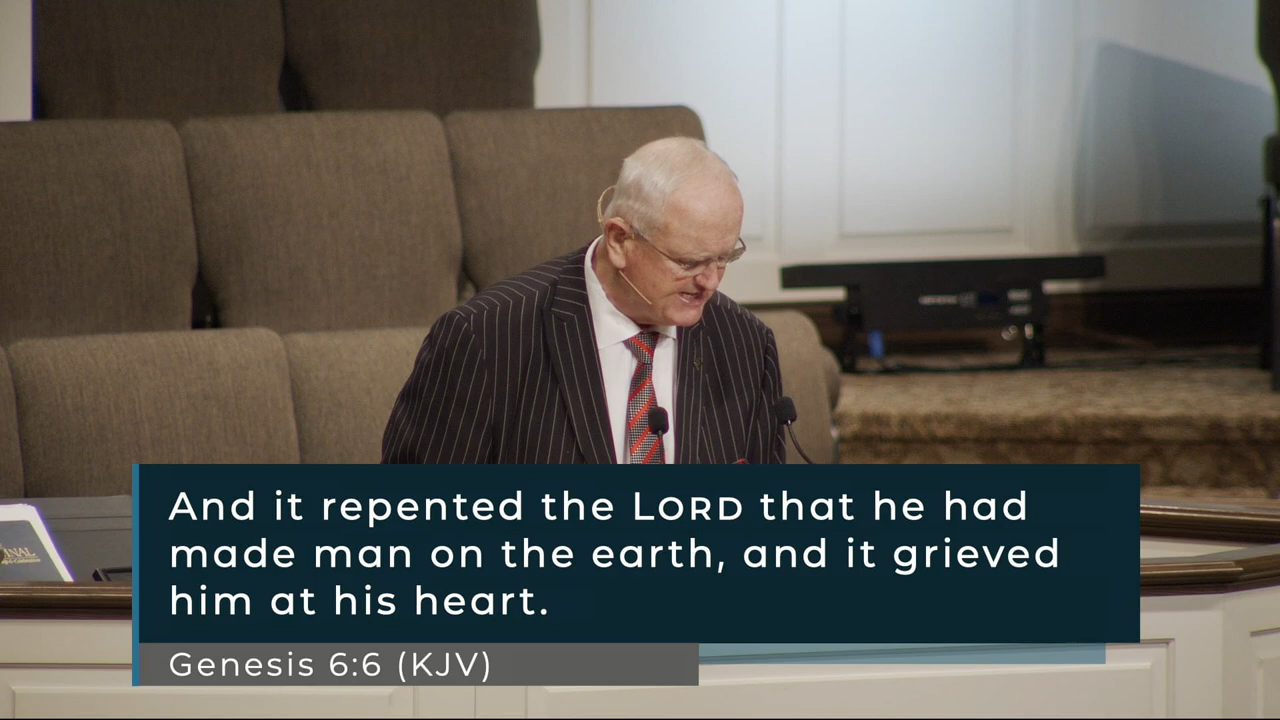 And it repented the LORD that he had
made man on the earth, and it grieved
him at his heart.
Genesis 6:6 (KJV)